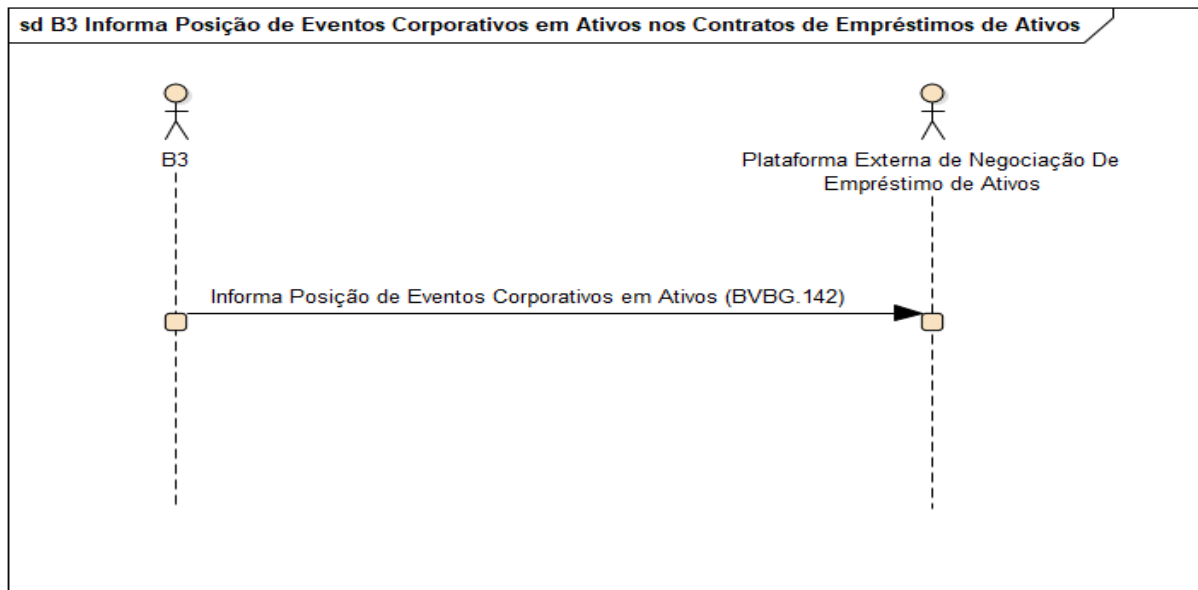 sd B3 Informa Posição de Eventos Corporativos em Ativos nos Contratos de Empréstimos de Ativos
B3
Plataforma Externa de Negociação De
Empréstimo de Ativos
Informa Posição de Eventos Corporativos em Ativos (BVBG.142)